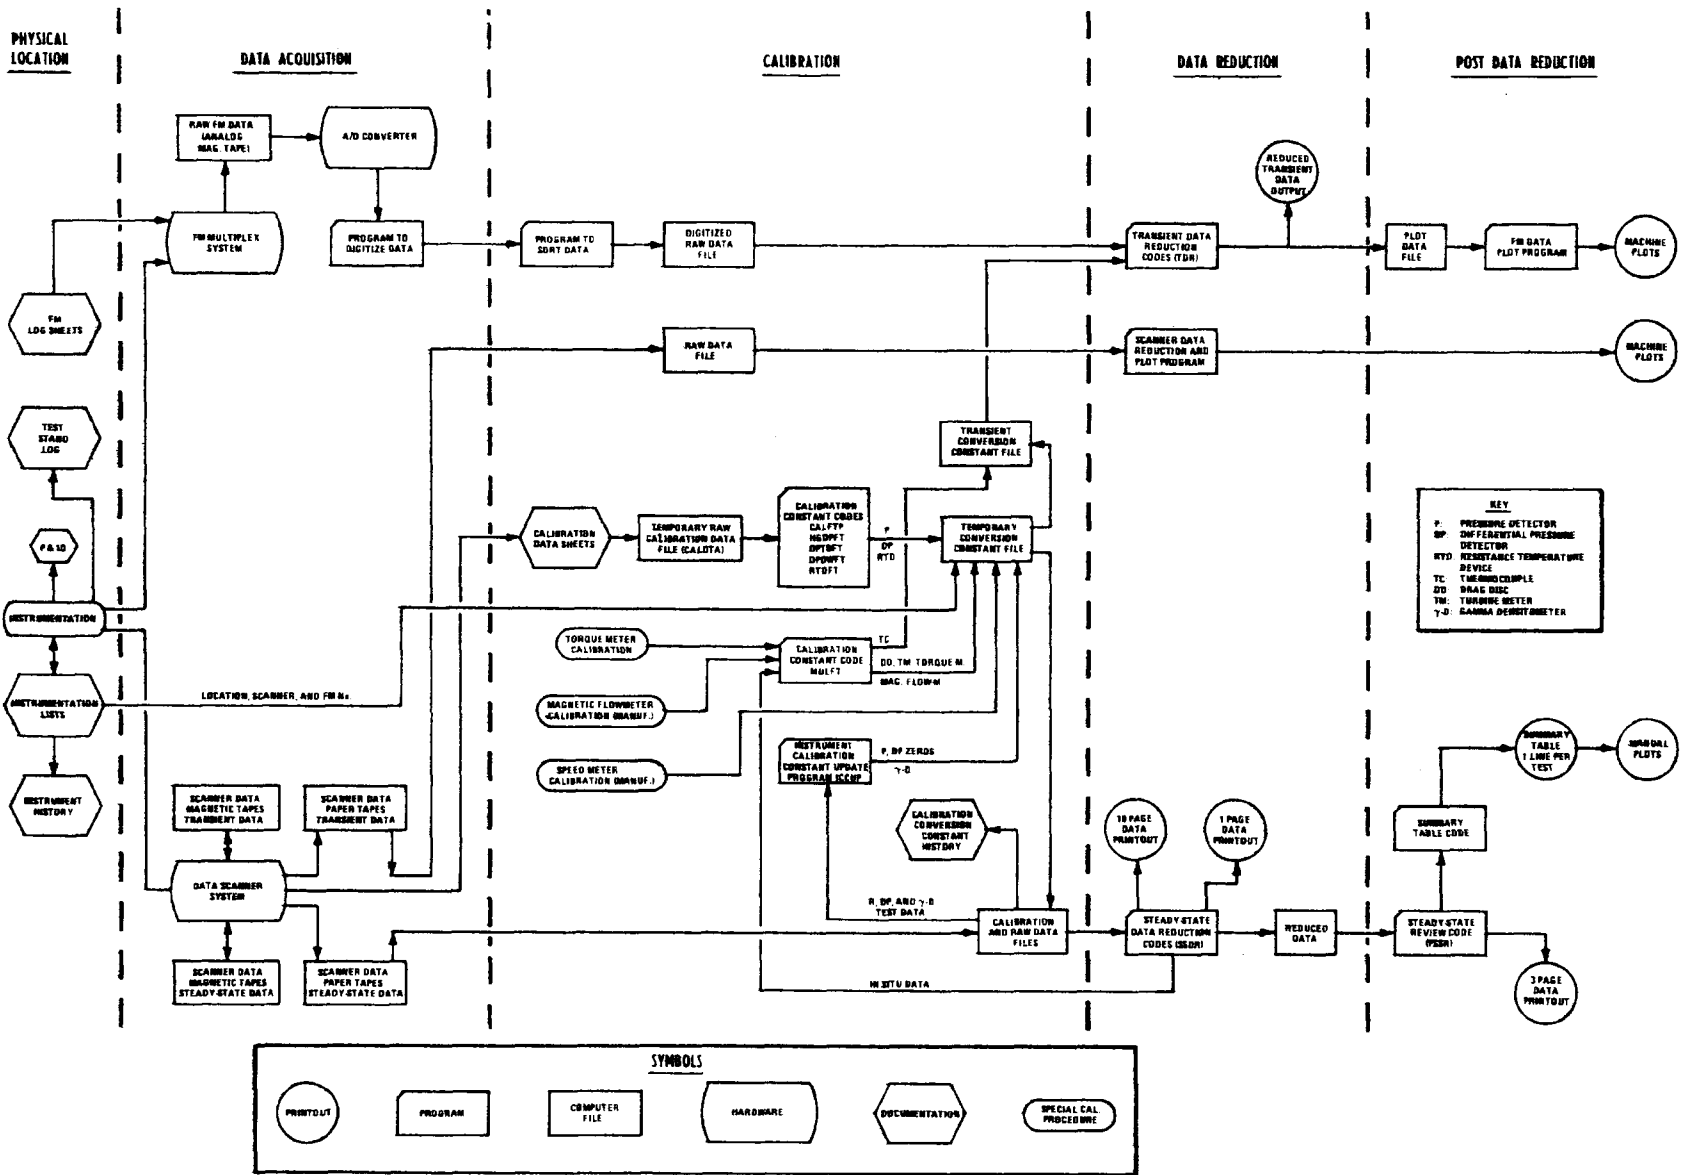 PHYSICAL
LOCATION
DATA ACQUISITION
CALIBRATION
DATA REDUCTION
POST DATA REDUCTION
RAW FM DATA
(ANALOG
MAG. TAPE)
A/D CONVERTER
FM MULTIPLEX
SYSTEM
PROGRAM TO
DIGITIZE DATA
PROGRAM TO
SORT DATA
DIGITIZED
RAW DATA
FILE
TRANSIENT DATA
REDUCTION
CODES (TDR)
REDUCED
TRANSIENT
DATA
OUTPUT
PLOT
DATA
FILE
FM DATA
PLOT PROGRAM
MACHINE
PLOTS
FM
LOG SHEETS
RAW DATA
FILE
SCANNER DATA
REDUCTION AND
PLOT PROGRAM
MACHINE
PLOTS
TEST
STAND
LOG
TRANSIENT
CONVERSION
CONSTANT FILE
P & ID
CALIBRATION
DATA SHEETS
TEMPORARY RAW
CALIBRATION DATA
FILE (CALDTA)
CALIBRATION
CONSTANT CODES
CALFTP
HGDPFT
DPTDFT
DPDWFT
RTDFT
P
DP
RTD
TEMPORARY
CONVERSION
CONSTANT FILE
KEY
P: PRESSURE DETECTOR
DP: DIFFERENTIAL PRESSURE
DETECTOR
RTD: RESISTANCE TEMPERATURE
DEVICE
TC: THERMOCOUPLE
DD: DRAG DISC
TM: TURBINE METER
γ-D: GAMMA DENSITOMETER
INSTRUMENTATION
TORQUE METER
CALIBRATION
CALIBRATION
CONSTANT CODE
MULFT
TC
DD, TM, TORQUE-M
MAG. FLOW-M
INSTRUMENTATION
LISTS
LOCATION, SCANNER, AND FM No.
MAGNETIC FLOWMETER
CALIBRATION (MANUF.)
SPEED METER
CALIBRATION (MANUF.)
INSTRUMENT
CALIBRATION
CONSTANT UPDATE
PROGRAM ICCUP
P, DP ZEROS
γ-D
SUMMARY
TABLE
1 LINE PER
TEST
MANUAL
PLOTS
INSTRUMENT
HISTORY
SCANNER DATA
MAGNETIC TAPES
TRANSIENT DATA
SCANNER DATA
PAPER TAPES
TRANSIENT DATA
CALIBRATION
CONVERSION
CONSTANT
HISTORY
10 PAGE
DATA
PRINTOUT
1 PAGE
DATA
PRINTOUT
SUMMARY
TABLE CODE
DATA SCANNER
SYSTEM
P, DP, AND γ-D
TEST DATA
CALIBRATION
AND RAW DATA
FILES
STEADY-STATE
DATA REDUCTION
CODES (SSDR)
REDUCED
DATA
STEADY-STATE
REVIEW CODE
SCANNER DATA
MAGNETIC TAPES
STEADY-STATE DATA
SCANNER DATA
PAPER TAPES
STEADY-STATE DATA
IN SITU DATA
3 PAGE
DATA
PRINTOUT
SYMBOLS
PRINTOUT
PROGRAM
COMPUTER
FILE
HARDWARE
DOCUMENTATION
SPECIAL CAL.
PROCEDURE